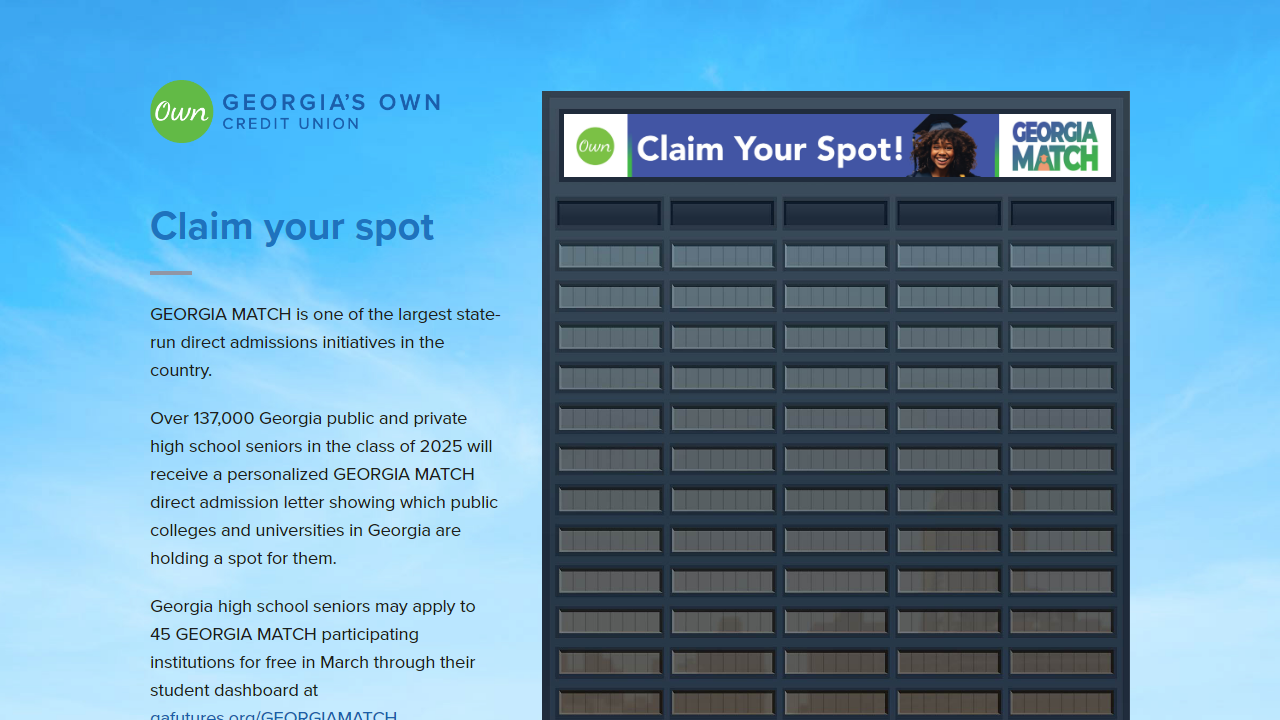 Own
GEORGIA'S OWN
CREDIT UNION
Claim your spot
GEORGIA MATCH is one of the largest state-
run direct admissions initiatives in the
country.
Over 137,000 Georgia public and private
high school seniors in the class of 2025 will
receive a personalized GEORGIA MATCH
direct admission letter showing which public
colleges and universities in Georgia are
holding a spot for them.
Georgia high school seniors may apply to
45 GEORGIA MATCH participating
institutions for free in March through their
student dashboard at
gafutures.org/GEORGIAMATCH
Own
Claim Your Spot!
GEORGIA
MATCH